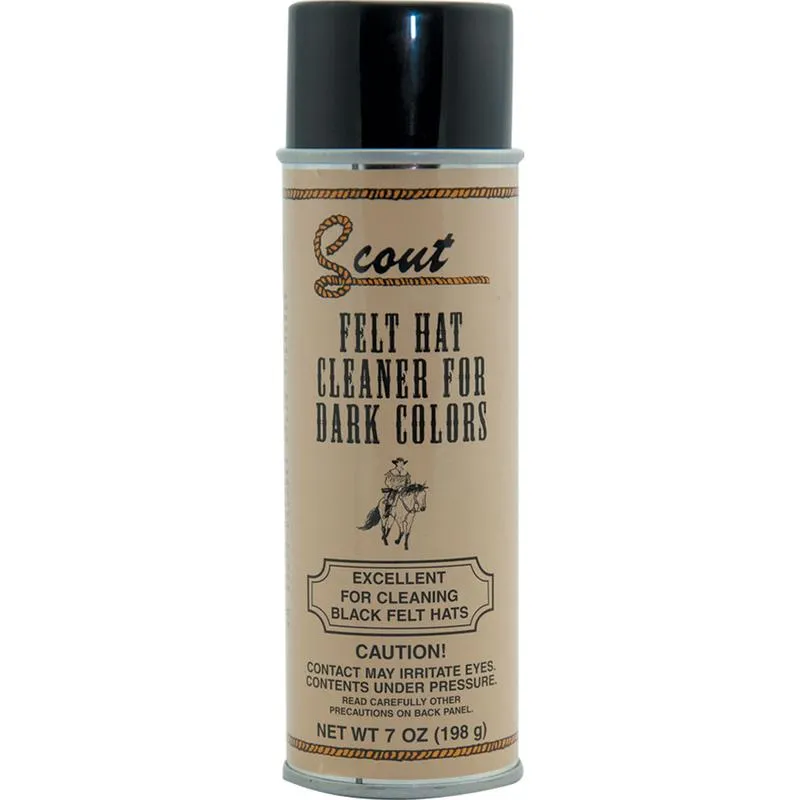 Scout
FELT HAT
CLEANER FOR
DARK COLORS
EXCELLENT
FOR CLEANING
BLACK FELT HATS
CAUTION!
CONTACT MAY IRRITATE EYES.
CONTENTS UNDER PRESSURE.
READ CAREFULLY OTHER
PRECAUTIONS ON BACK PANEL.
NET WT 7 OZ (198 g)